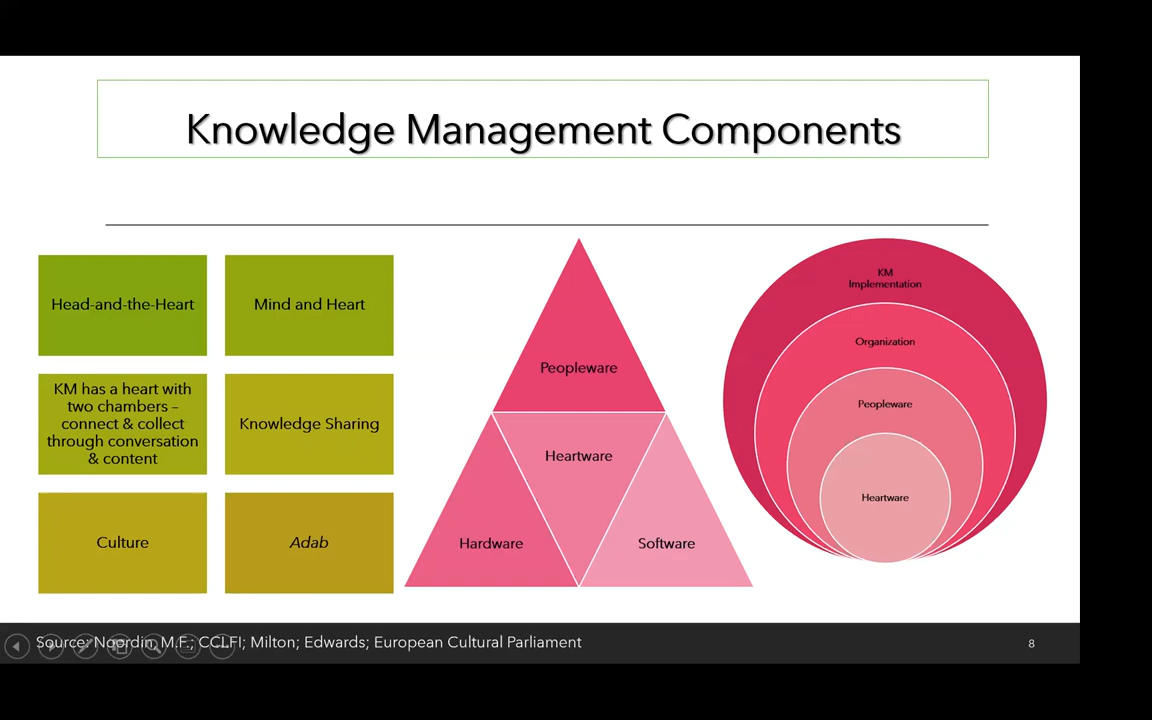 Knowledge Management Components
Head-and-the-Heart
Mind and Heart
KM has a heart with
two chambers –
connect & collect
through conversation
& content
Knowledge Sharing
Culture
Adab
Peopleware
Heartware
Hardware
Software
KM
Implementation
Organization
Peopleware
Heartware
Source: Noordin, M.F.; CCLFI; Milton; Edwards; European Cultural Parliament
8